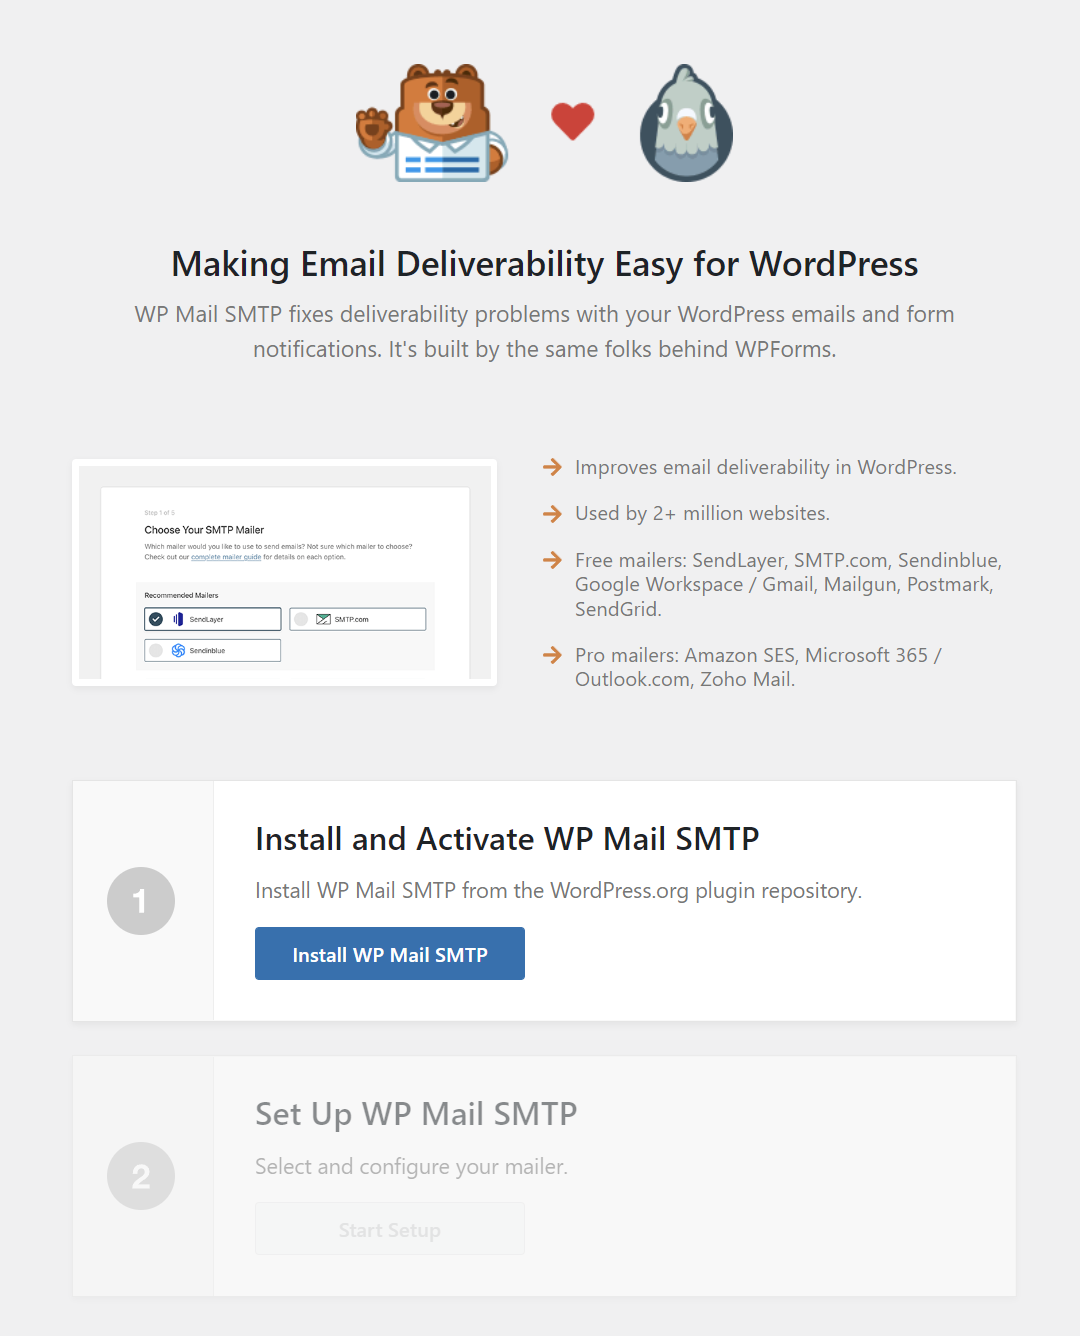 Making Email Deliverability Easy for WordPress
WP Mail SMTP fixes deliverability problems with your WordPress emails and form
notifications. It's built by the same folks behind WPForms.
Step 1 of 5
Choose Your SMTP Mailer
Which mailer would you like to use to send emails? Not sure which mailer to choose?
Check out our complete mailer guide for details on each option.
Recommended Mailers
SendLayer
SMTP.com
Sendinblue
Improves email deliverability in WordPress.
Used by 2+ million websites.
Free mailers: SendLayer, SMTP.com, Sendinblue,
Google Workspace / Gmail, Mailgun, Postmark,
SendGrid.
Pro mailers: Amazon SES, Microsoft 365 /
Outlook.com, Zoho Mail.
1
Install and Activate WP Mail SMTP
Install WP Mail SMTP from the WordPress.org plugin repository.
Install WP Mail SMTP
2
Set Up WP Mail SMTP
Select and configure your mailer.
Start Setup